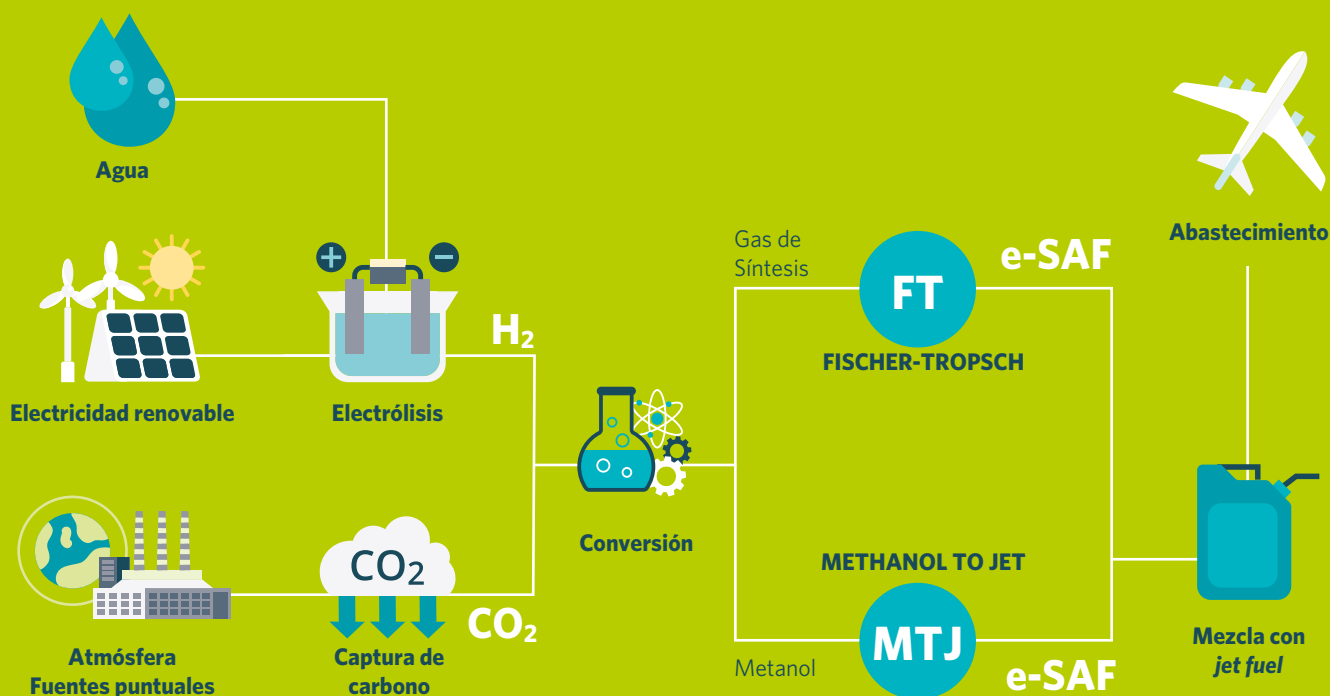 Agua
Electricidad renovable
+
−
Electrólisis
H₂
Atmósfera
Fuentes puntuales
CO₂
Captura de
carbono
CO₂
Conversión
Gas de
Síntesis
FT
FISCHER-TROPSCH
e-SAF
METHANOL TO JET
MTJ
Metanol
e-SAF
Abastecimiento
Mezcla con
jet fuel